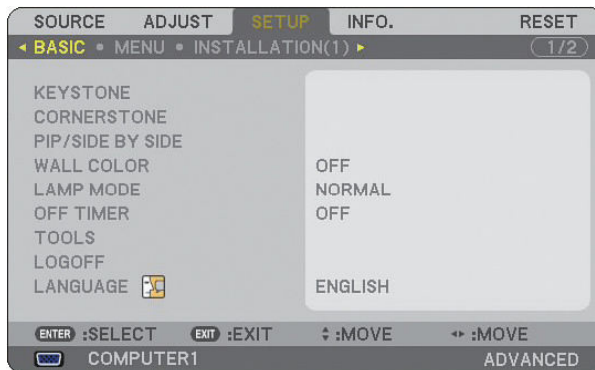 SOURCE ADJUST SETUP INFO. RESET
BASIC • MENU • INSTALLATION(1) 1/2
KEYSTONE
CORNERSTONE
PIP/SIDE BY SIDE
WALL COLOR OFF
LAMP MODE NORMAL
OFF TIMER OFF
TOOLS
LOGOFF
LANGUAGE ENGLISH
ENTER :SELECT EXIT :EXIT :MOVE :MOVE
COMPUTER1 ADVANCED